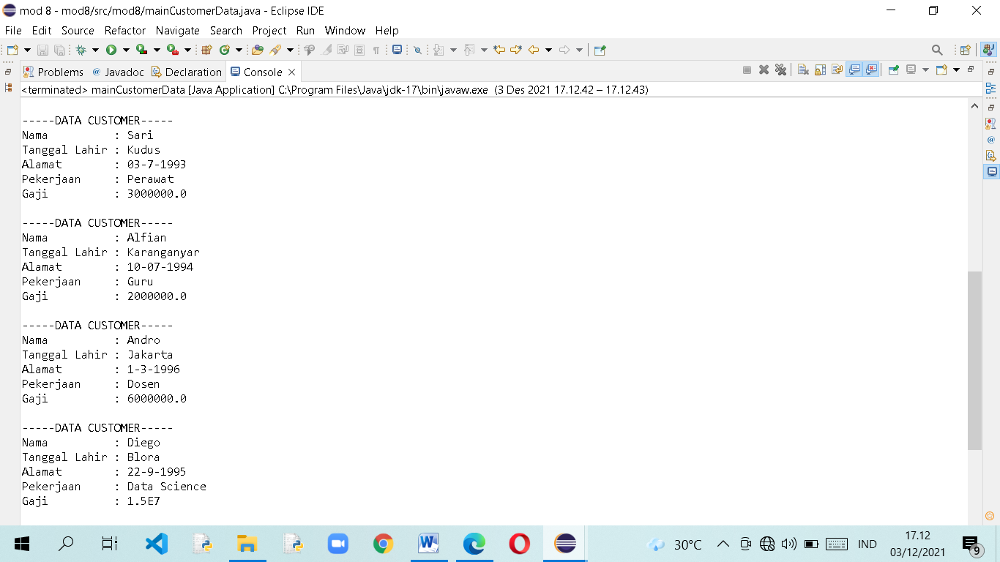 mod 8 - mod8/src/mod8/mainCustomerData.java - Eclipse IDE
File Edit Source Refactor Navigate Search Project Run Window Help
Problems @ Javadoc Declaration Console
<terminated> mainCustomerData [Java Application] C:\Program Files\Java\jdk-17\bin\javaw.exe (3 Des 2021 17.12.42 – 17.12.43)
-----DATA CUSTOMER-----
Nama : Sari
Tanggal Lahir : Kudus
Alamat : 03-7-1993
Pekerjaan : Perawat
Gaji : 3000000.0
-----DATA CUSTOMER-----
Nama : Alfian
Tanggal Lahir : Karanganyar
Alamat : 10-07-1994
Pekerjaan : Guru
Gaji : 2000000.0
-----DATA CUSTOMER-----
Nama : Andro
Tanggal Lahir : Jakarta
Alamat : 1-3-1996
Pekerjaan : Dosen
Gaji : 6000000.0
-----DATA CUSTOMER-----
Nama : Diego
Tanggal Lahir : Blora
Alamat : 22-9-1995
Pekerjaan : Data Science
Gaji : 1.5E7
30°C IND 17.12
03/12/2021 9